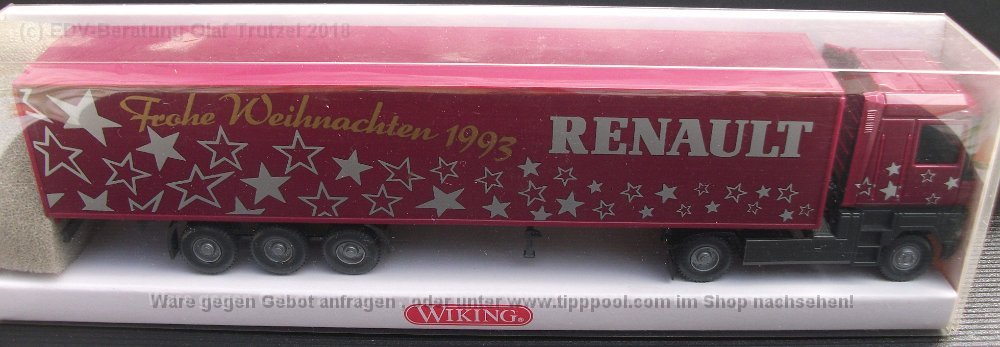 (c) EDV-Beratung Olaf Trutzel 2018
Frohe Weihnachten 1993
RENAULT
Ware gegen Gebot anfragen , oder unter www.tipppool.com im Shop nachsehen!
WIKING